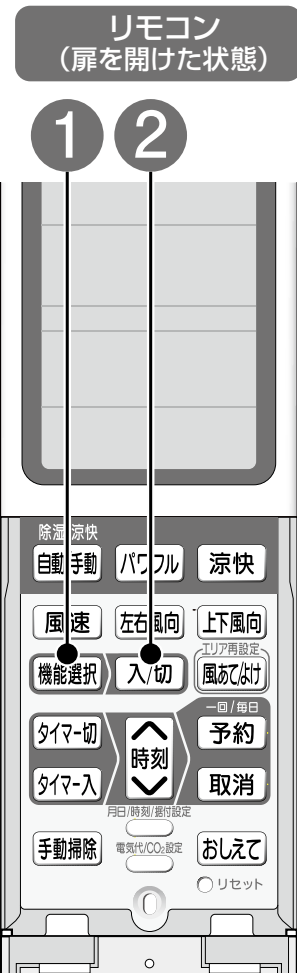 リモコン
（扉を開けた状態）
1 2
除湿 涼快
自動 手動 パワフル 涼快
風速 左右風向 上下風向
エリア再設定
機能選択 入/切 風あて/よけ
一回/毎日
タイマー切 時刻 予約
タイマー入 取消
月日/時刻/据付設定
手動掃除 電気代/CO₂設定 おしえて
リセット